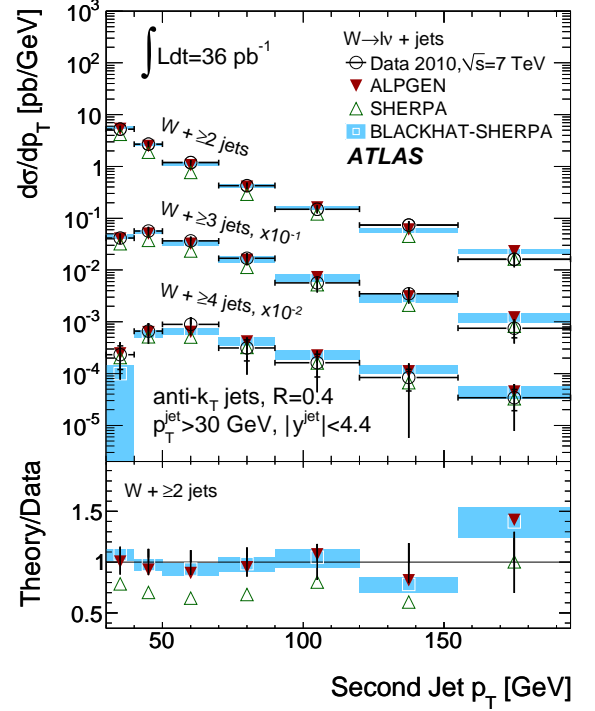 dσ/dp_T [pb/GeV]
10³
10²
10
1
10⁻¹
10⁻²
10⁻³
10⁻⁴
10⁻⁵
∫ Ldt=36 pb⁻¹
W→lν + jets
Data 2010,√s=7 TeV
ALPGEN
SHERPA
BLACKHAT-SHERPA
ATLAS
W + ≥2 jets
W + ≥3 jets, x10⁻¹
W + ≥4 jets, x10⁻²
anti-k_T jets, R=0.4
p_T^jet>30 GeV, |y^jet|<4.4
Theory/Data
W + ≥2 jets
1.5
1
0.5
50 100 150
Second Jet p_T [GeV]